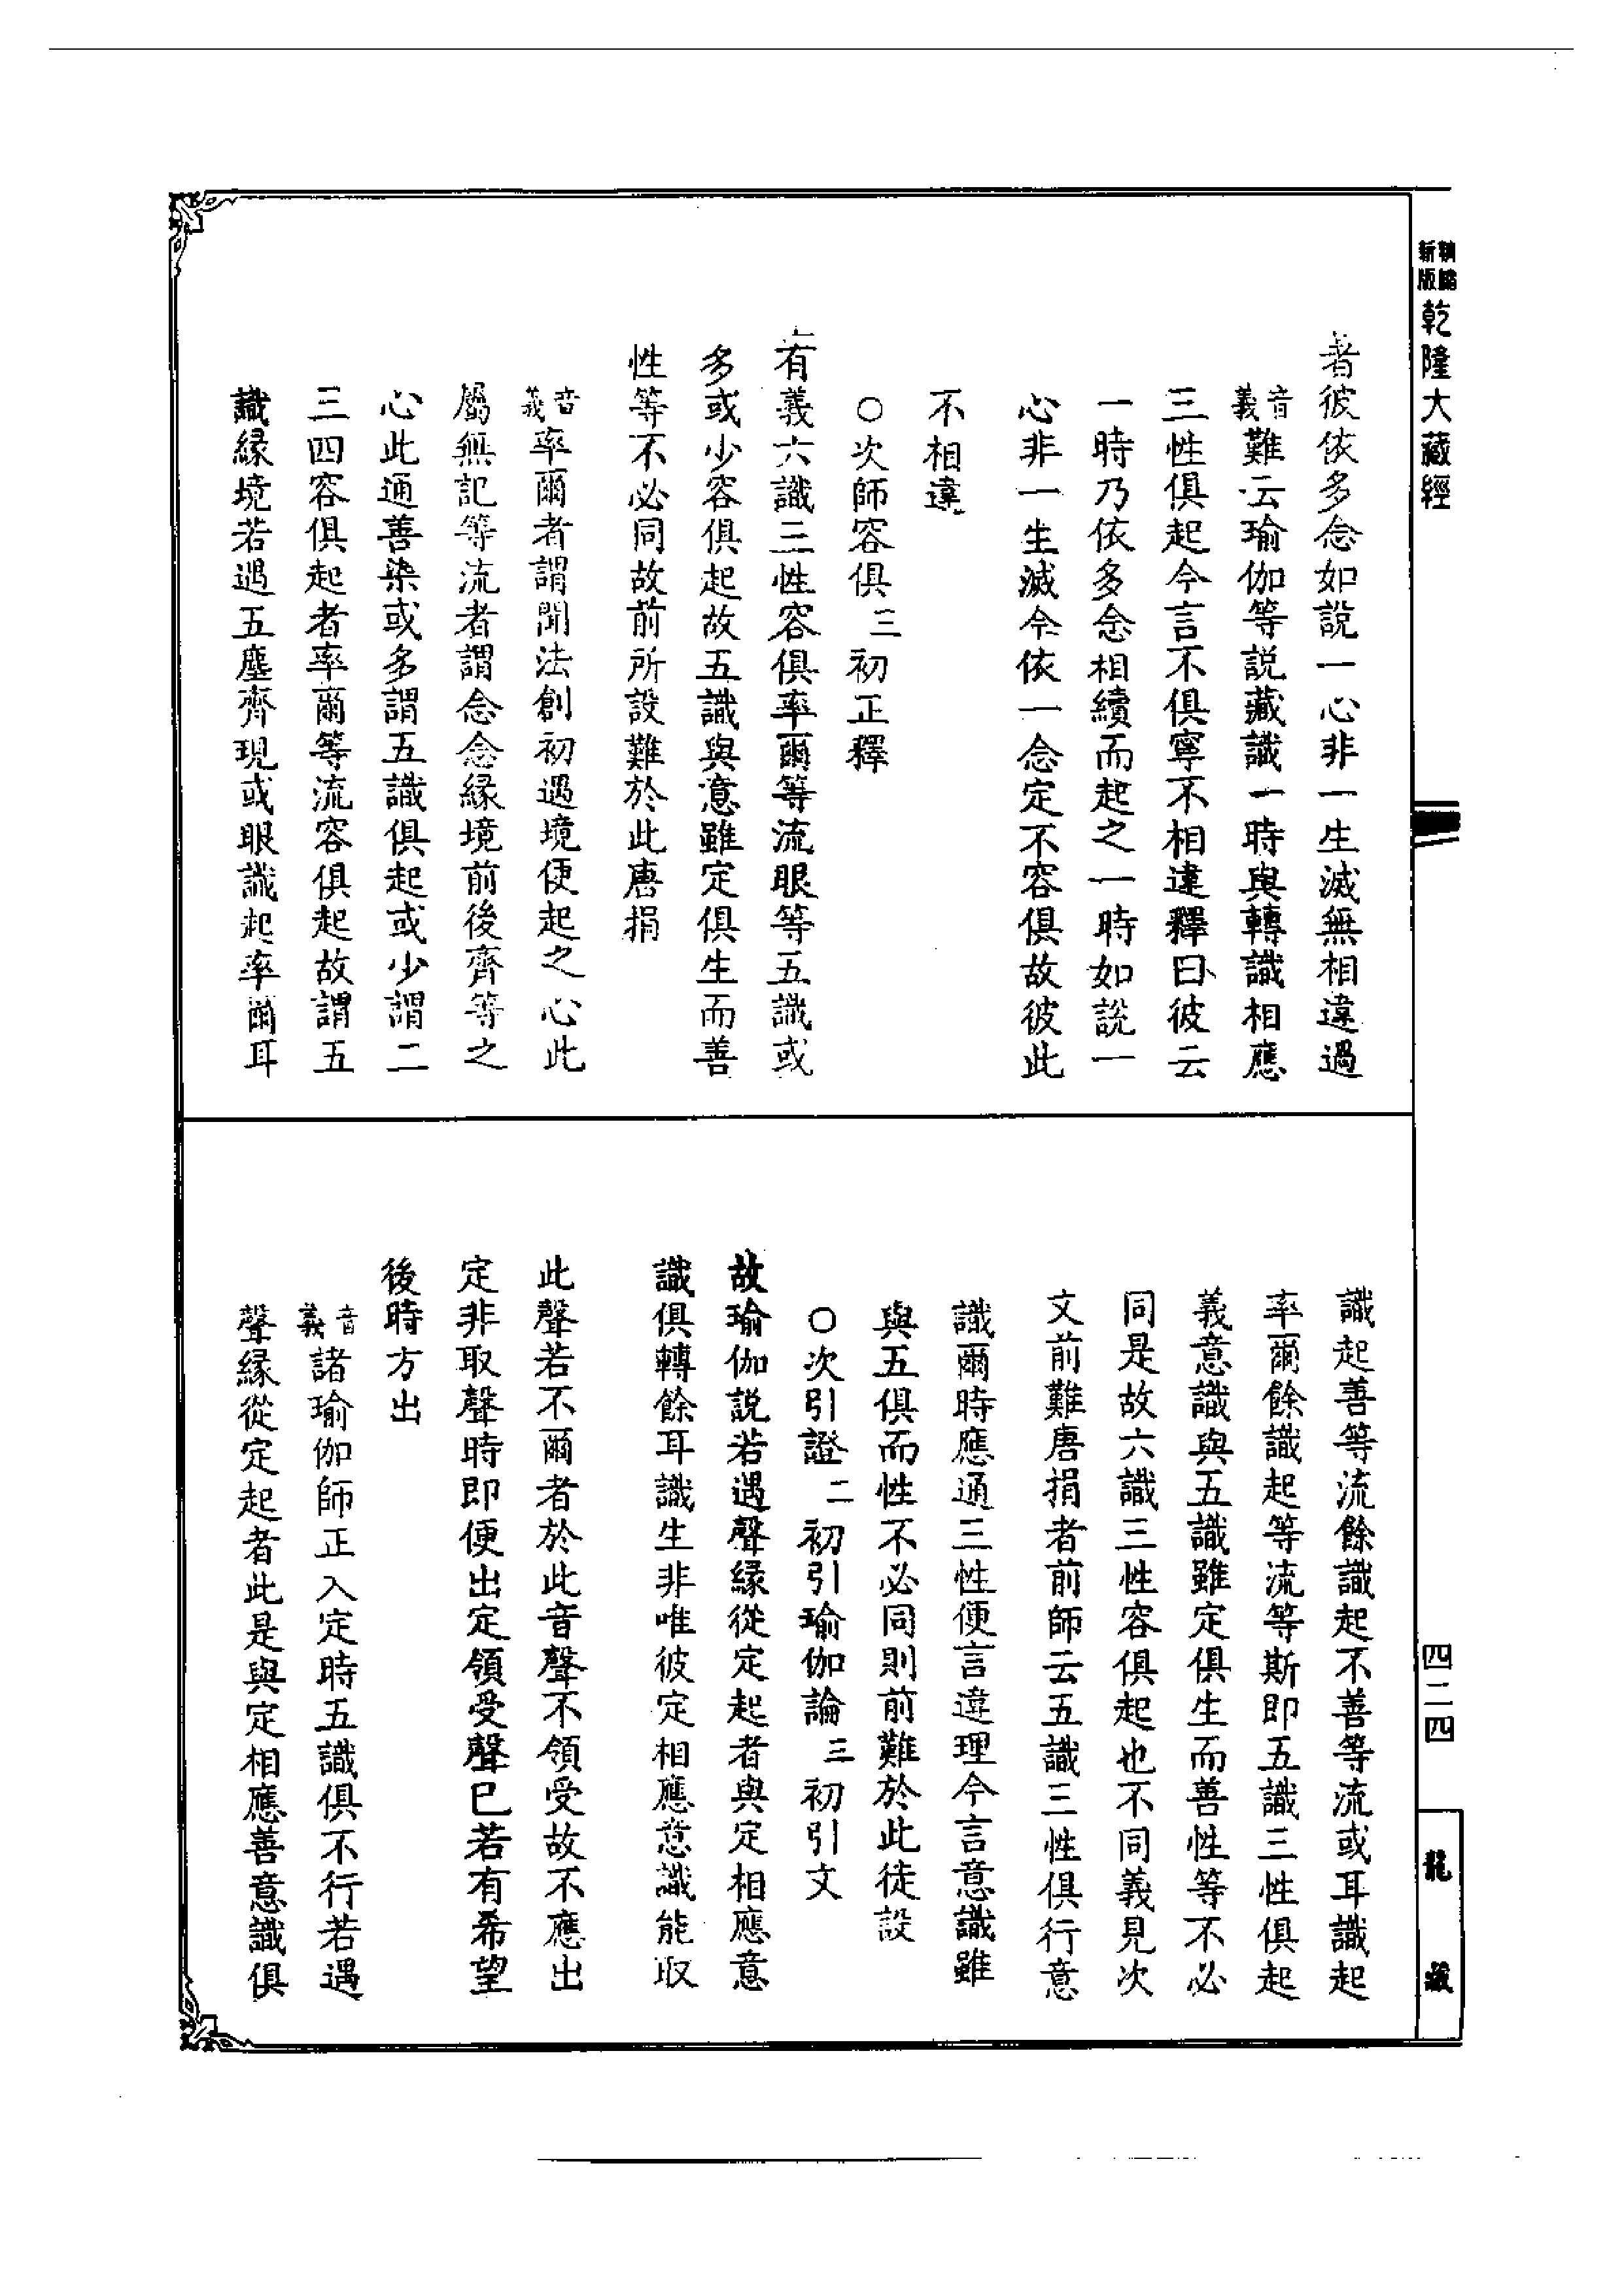 新版精縮
乾隆大藏經
著彼依多念如說一心非一生滅無相違過
音義難云瑜伽等説藏識一時與轉識相應
三性俱起今言不俱寧不相違釋曰彼云
一時乃依多念相續而起之一時如說一
心非一生滅今依一念定不容俱故彼此
不相違
○次師容俱三初正釋
有義六識三性容俱率爾等流眼等五識或
多或少容俱起故五識與意雖定俱生而善
性等不必同故前所設難於此唐捐
音義率爾者謂聞法創初遇境便起之心此
屬無記等流者謂念念緣境前後齊等之
心此通善染或多謂五識俱起或少謂二
三四容俱起者率爾等流容俱起故謂五
識緣境若遇五塵齊現或眼識起率爾耳
識起善等流餘識起不善等流或耳識起
率爾餘識起等流等斯即五識三性俱起
義意識與五識雖定俱生而善性等不必
同是故六識三性容俱起也不同義見次
文前難唐捐者前師云五識三性俱行意
識爾時應通三性便言違理今言意識雖
與五俱而性不必同則前難於此徒設
○次引證二初引瑜伽論三初引文
故瑜伽説若遇聲緣從定起者與定相應意
識俱轉餘耳識生非唯彼定相應意識能取
此聲若不爾者於此音聲不領受故不應出
定非取聲時即便出定領受聲已若有希望
後時方出
音義諸瑜伽師正入定時五識俱不行若遇
聲緣從定起者此是與定相應善意識俱
四二四
龍藏